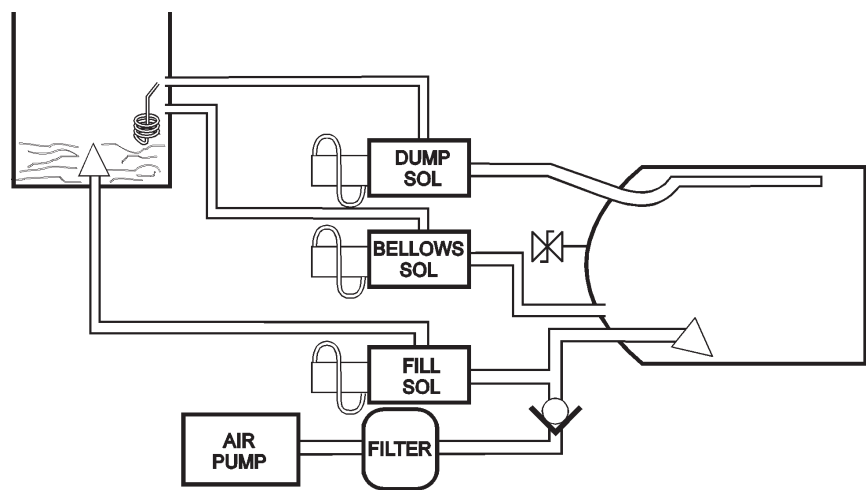 DUMP
SOL
BELLOWS
SOL
FILL
SOL
AIR
PUMP
FILTER